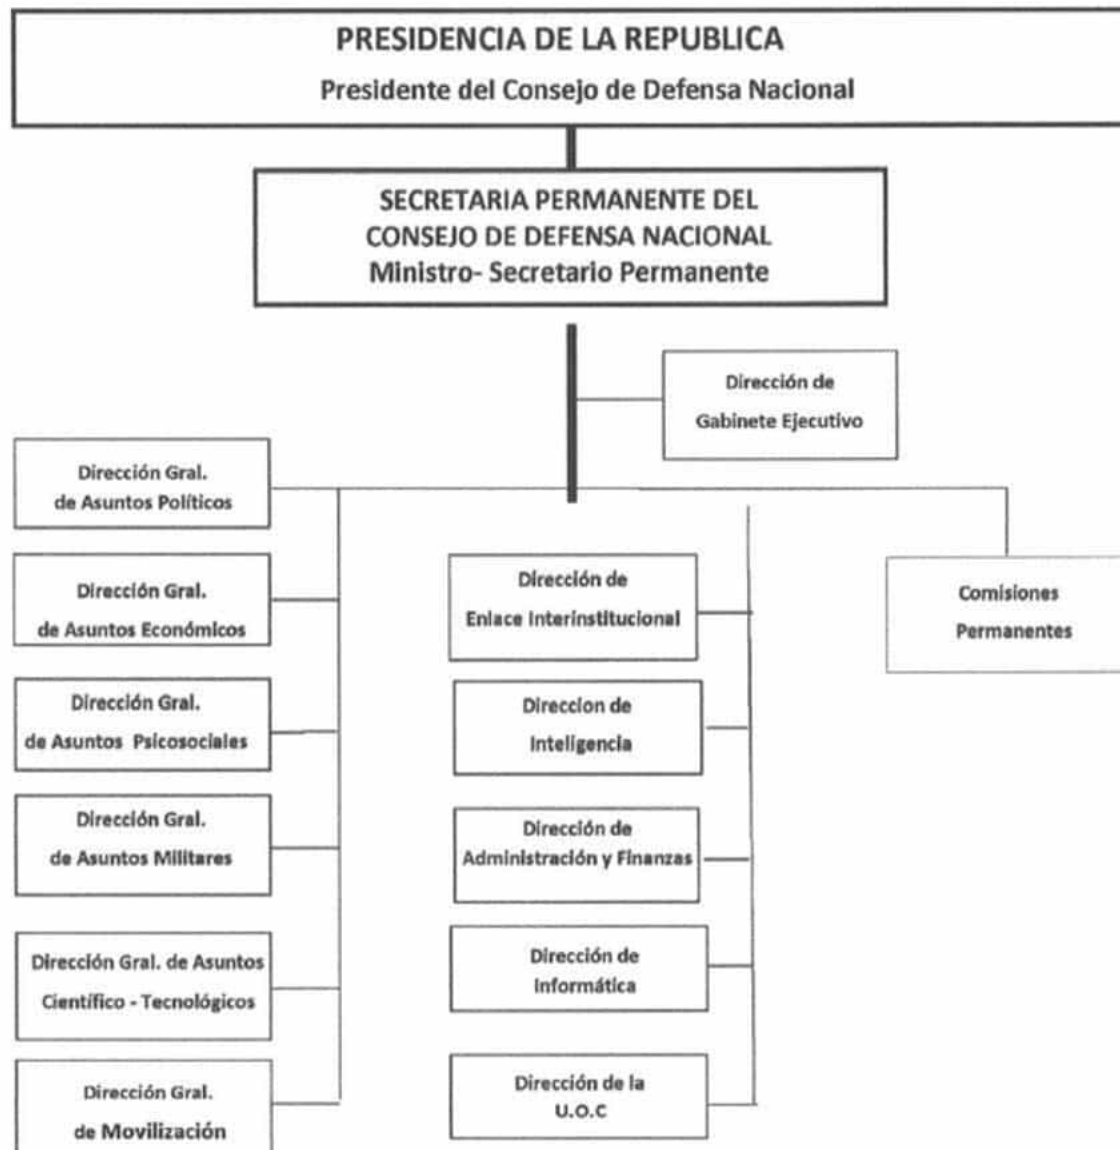 PRESIDENCIA DE LA REPUBLICA
Presidente del Consejo de Defensa Nacional
SECRETARIA PERMANENTE DEL
CONSEJO DE DEFENSA NACIONAL
Ministro- Secretario Permanente
Dirección de
Gabinete Ejecutivo
Dirección Gral.
de Asuntos Políticos
Dirección Gral.
de Asuntos Económicos
Dirección Gral.
de Asuntos Psicosociales
Dirección Gral.
de Asuntos Militares
Dirección Gral. de Asuntos
Científico - Tecnológicos
Dirección Gral.
de Movilización
Dirección de
Enlace Interinstitucional
Direccion de
Inteligencia
Dirección de
Administración y Finanzas
Dirección de
Informática
Dirección de la
U.O.C
Comisiones
Permanentes